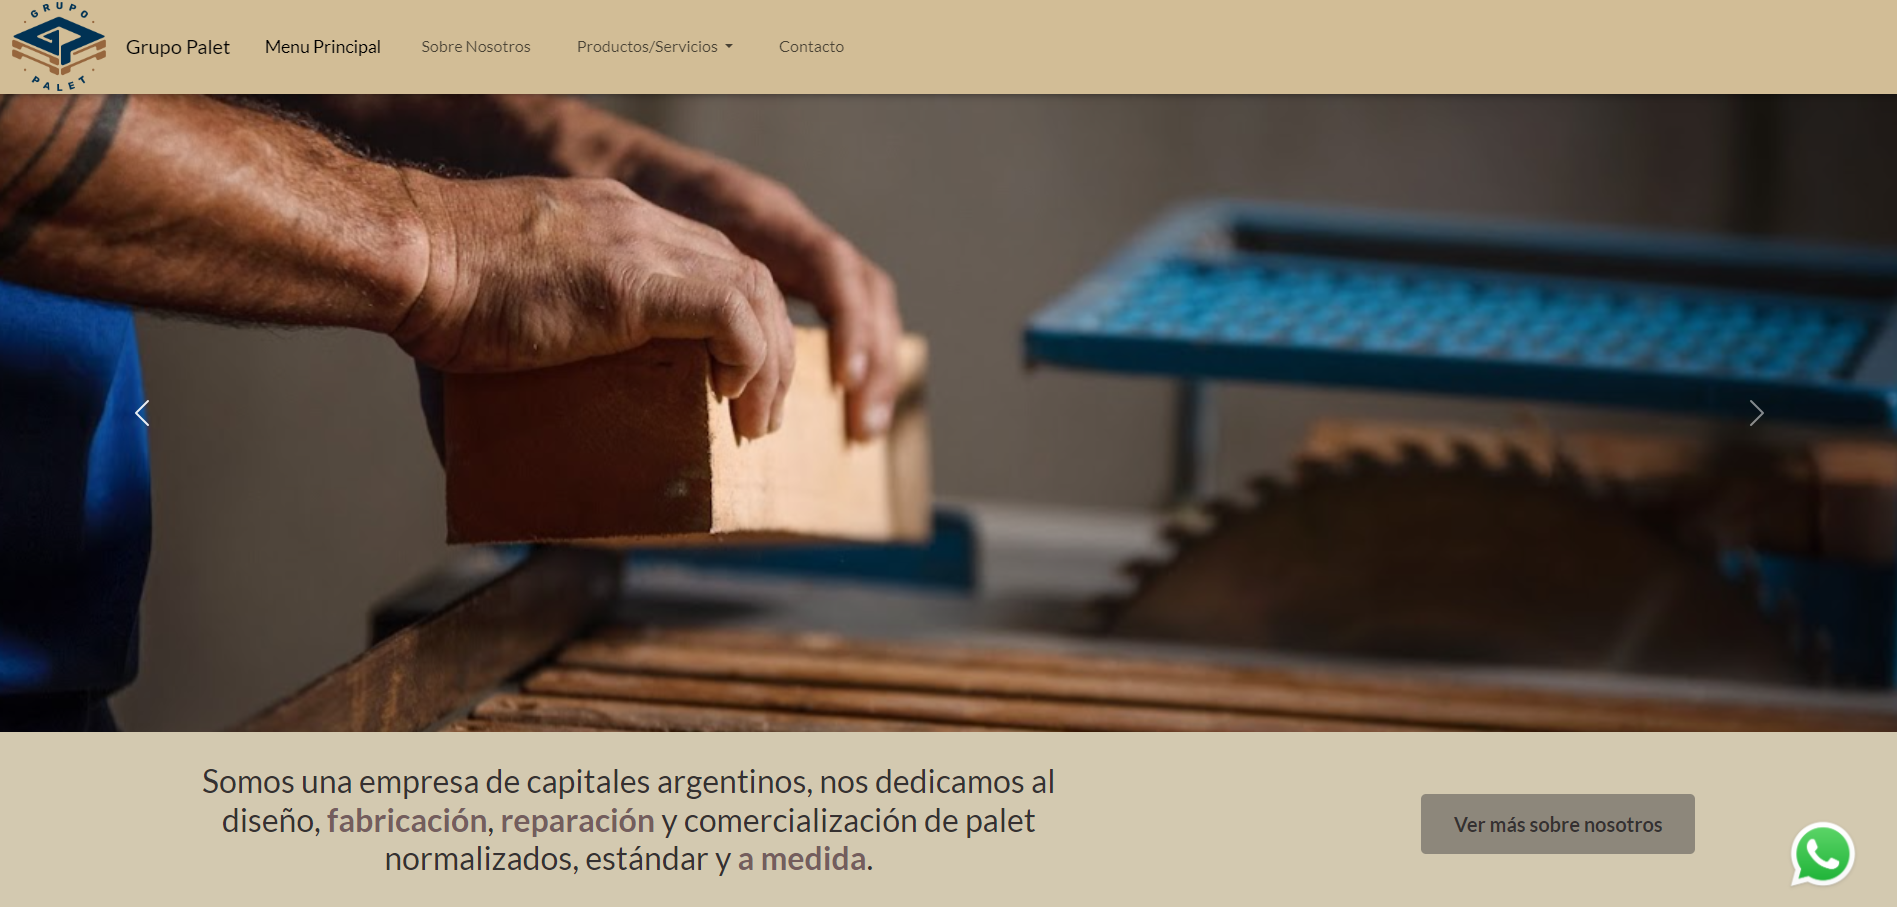 GRUPO
PALET
Grupo Palet
Menu Principal
Sobre Nosotros
Productos/Servicios
Contacto
Somos una empresa de capitales argentinos, nos dedicamos al
diseño, fabricación, reparación y comercialización de palet
normalizados, estándar y a medida.
Ver más sobre nosotros